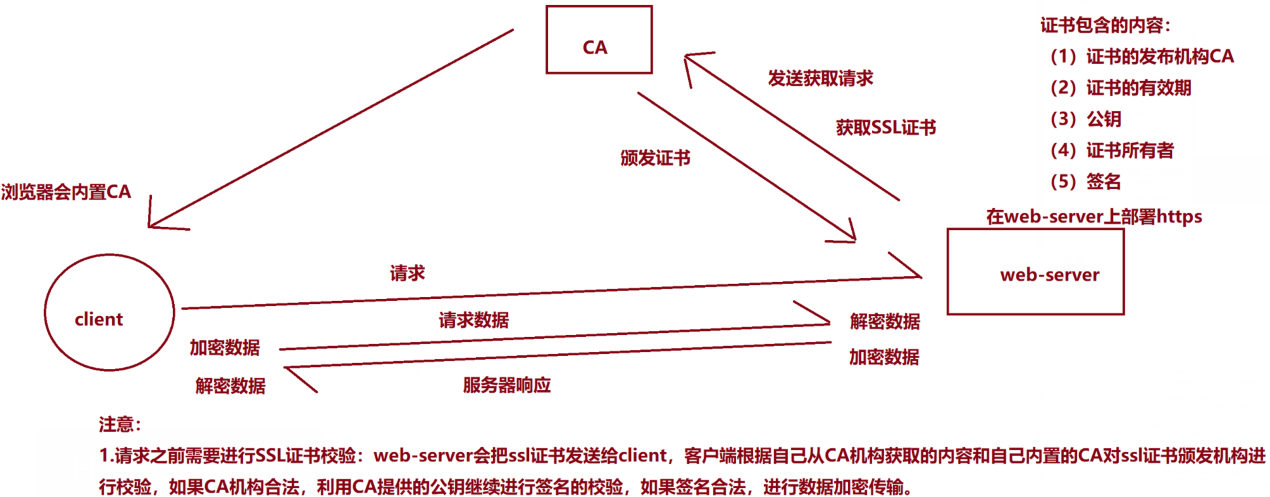 CA
证书包含的内容：
（1）证书的发布机构CA
（2）证书的有效期
（3）公钥
（4）证书所有者
（5）签名
发送获取请求
获取SSL证书
颁发证书
浏览器会内置CA
在web-server上部署https
web-server
请求
client
请求数据
解密数据
加密数据
加密数据
解密数据
服务器响应
注意：
1.请求之前需要进行SSL证书校验：web-server会把ssl证书发送给client，客户端根据自己从CA机构获取的内容和自己内置的CA对ssl证书颁发机构进
行校验，如果CA机构合法，利用CA提供的公钥继续进行签名的校验，如果签名合法，进行数据加密传输。